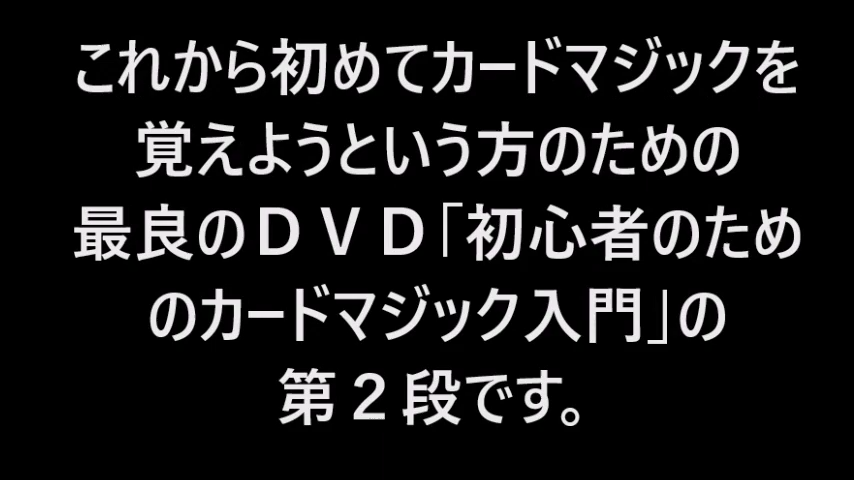 これから初めてカードマジックを
覚えようという方のための
最良のＤＶＤ「初心者のため
のカードマジック入門」の
第２段です。